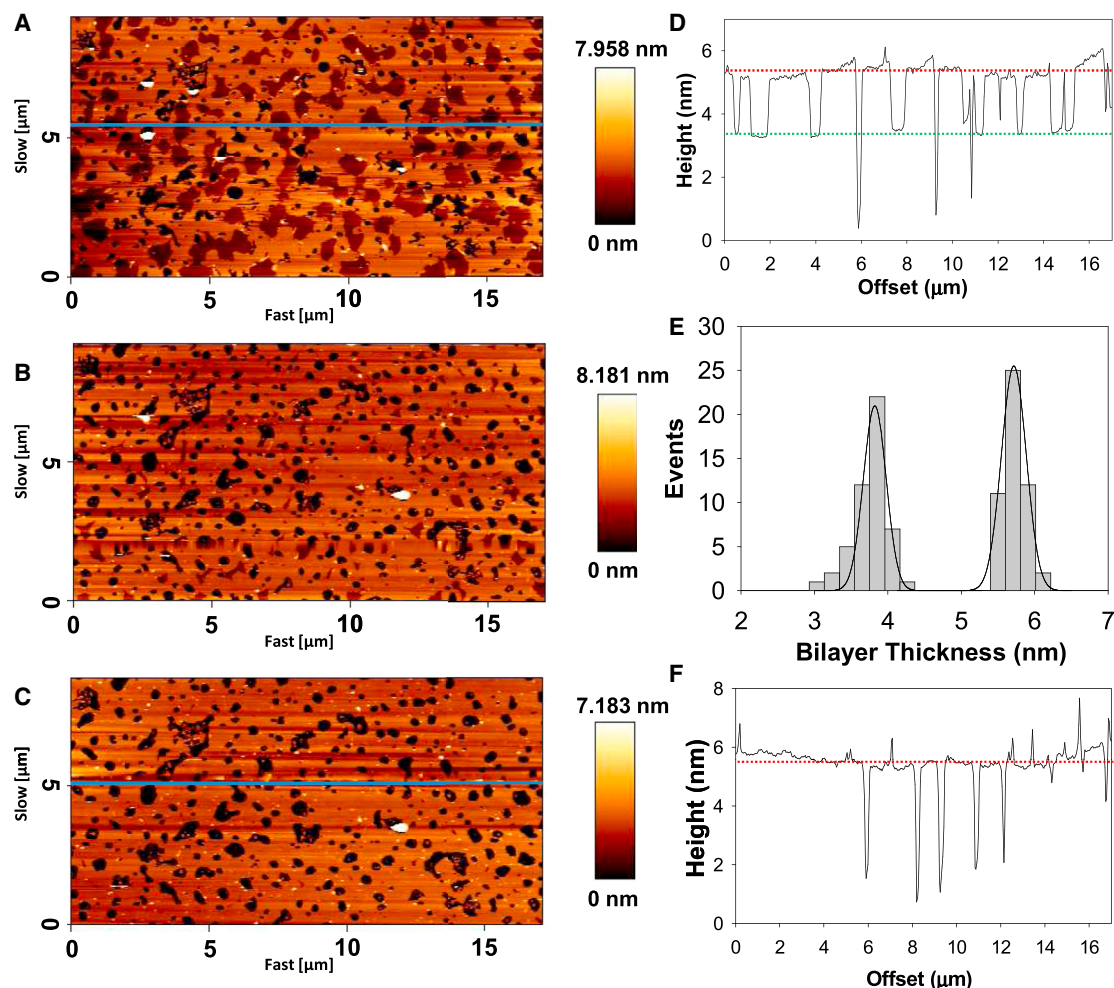 A
Slow [µm]
5
0
0
5
10
15
Fast [µm]
7.958 nm
0 nm
B
Slow [µm]
5
0
0
5
10
15
Fast [µm]
8.181 nm
0 nm
C
Slow [µm]
5
0
0
5
10
15
Fast [µm]
7.183 nm
0 nm
D
Height (nm)
6
4
2
0
0 2 4 6 8 10 12 14 16
Offset (µm)
E
Events
30
25
20
15
10
5
0
2 3 4 5 6 7
Bilayer Thickness (nm)
F
Height (nm)
8
6
4
2
0
0 2 4 6 8 10 12 14 16
Offset (µm)